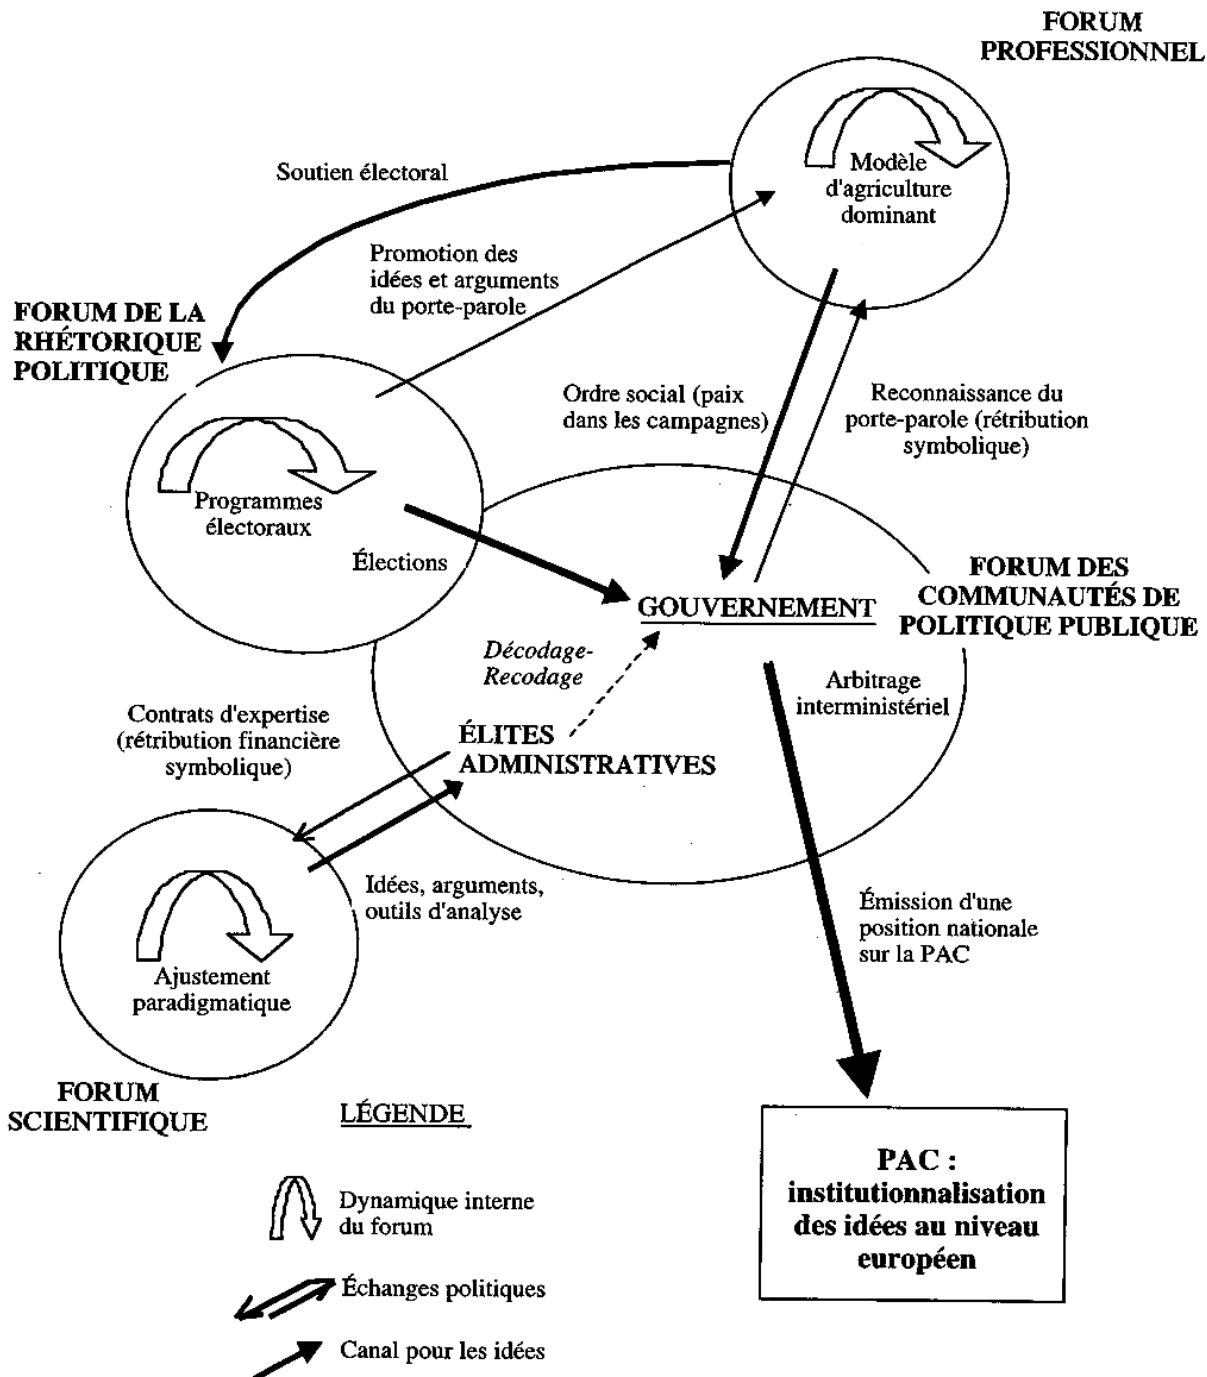 FORUM
PROFESSIONNEL
Modèle
d'agriculture
dominant
Soutien électoral
Promotion des
idées et arguments
du porte-parole
FORUM DE LA
RHÉTORIQUE
POLITIQUE
Ordre social (paix
dans les campagnes)
Reconnaissance du
porte-parole (rétribution
symbolique)
Programmes
électoraux
Élections
GOUVERNEMENT
FORUM DES
COMMUNAUTÉS DE
POLITIQUE PUBLIQUE
Décodage-
Recodage
Arbitrage
interministériel
Contrats d'expertise
(rétribution financière
symbolique)
ÉLITES
ADMINISTRATIVES
Idées, arguments,
outils d'analyse
Émission d'une
position nationale
sur la PAC
Ajustement
paradigmatique
FORUM
SCIENTIFIQUE
LÉGENDE
Dynamique interne
du forum
Échanges politiques
Canal pour les idées
PAC :
institutionnalisation
des idées au niveau
européen